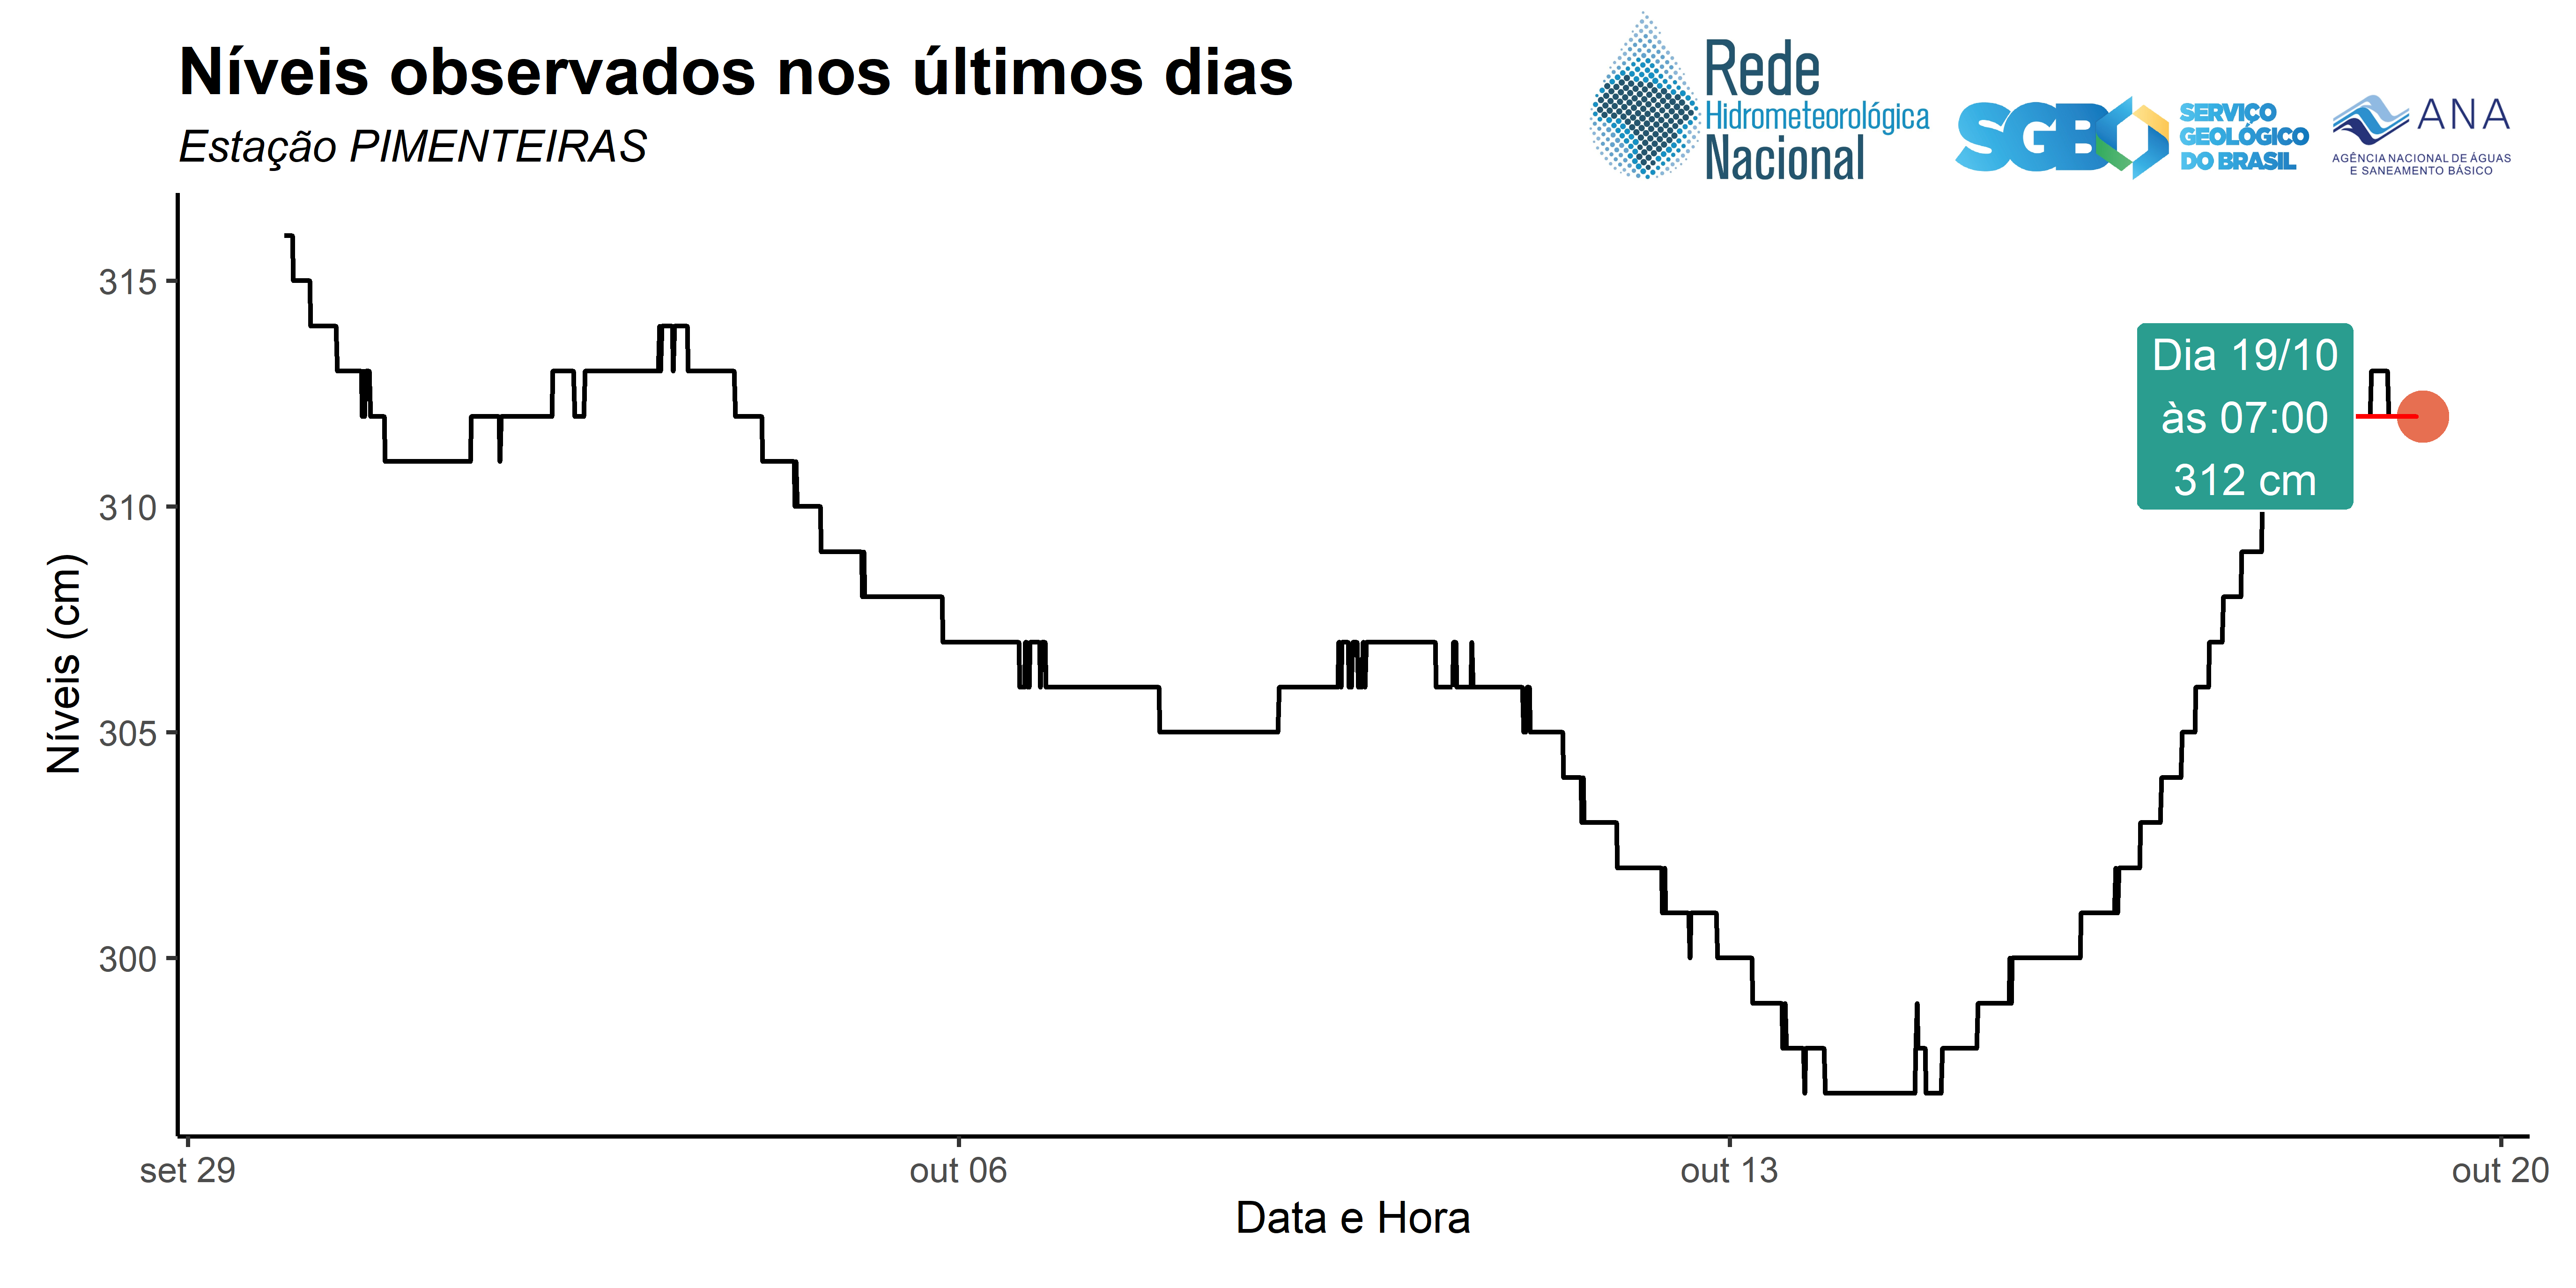 Níveis observados nos últimos dias
Estação PIMENTEIRAS
Rede
Hidrometeorológica
Nacional
SGB
SERVIÇO
GEOLÓGICO
DO BRASIL
ANA
AGÊNCIA NACIONAL DE ÁGUAS
E SANEAMENTO BÁSICO
315
310
305
300
Níveis (cm)
Dia 19/10
às 07:00
312 cm
set 29
out 06
out 13
out 20
Data e Hora